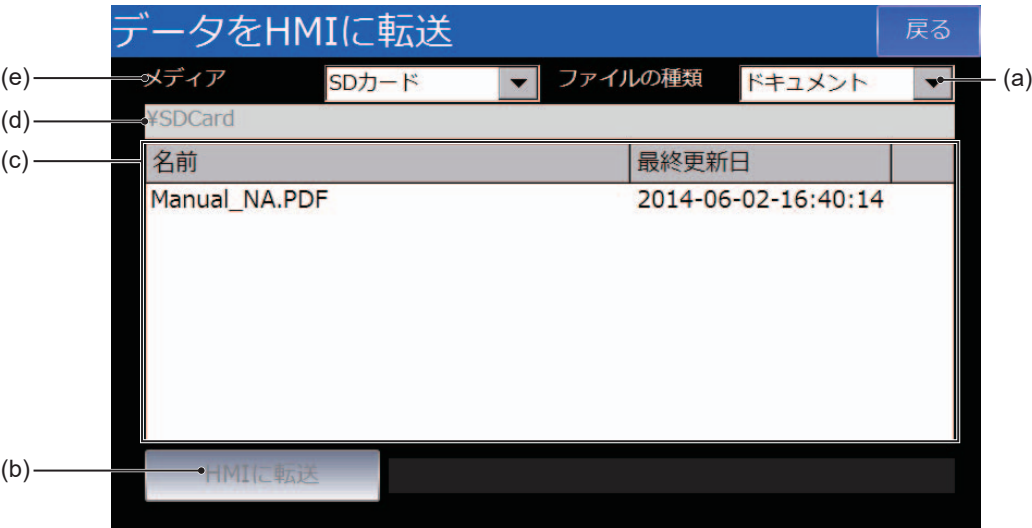 データをHMIに転送 戻る
(e) メディア SDカード ファイルの種類 ドキュメント (a)
(d) ¥SDCard
(c) 名前 最終更新日
Manual_NA.PDF 2014-06-02-16:40:14
(b) HMIに転送